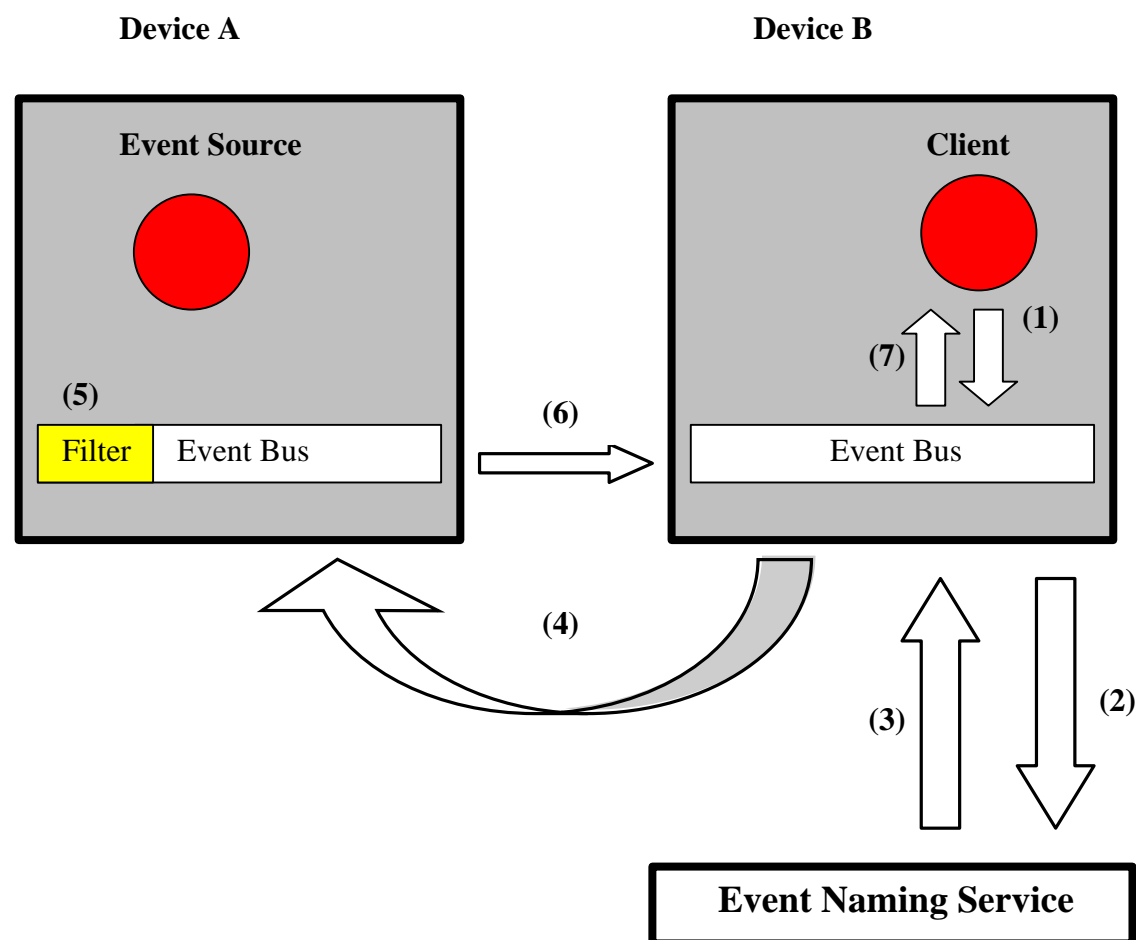 Device A
Device B
Event Source
Client
(1)
(7)
(5)
(6)
Filter
Event Bus
Event Bus
(4)
(3)
(2)
Event Naming Service